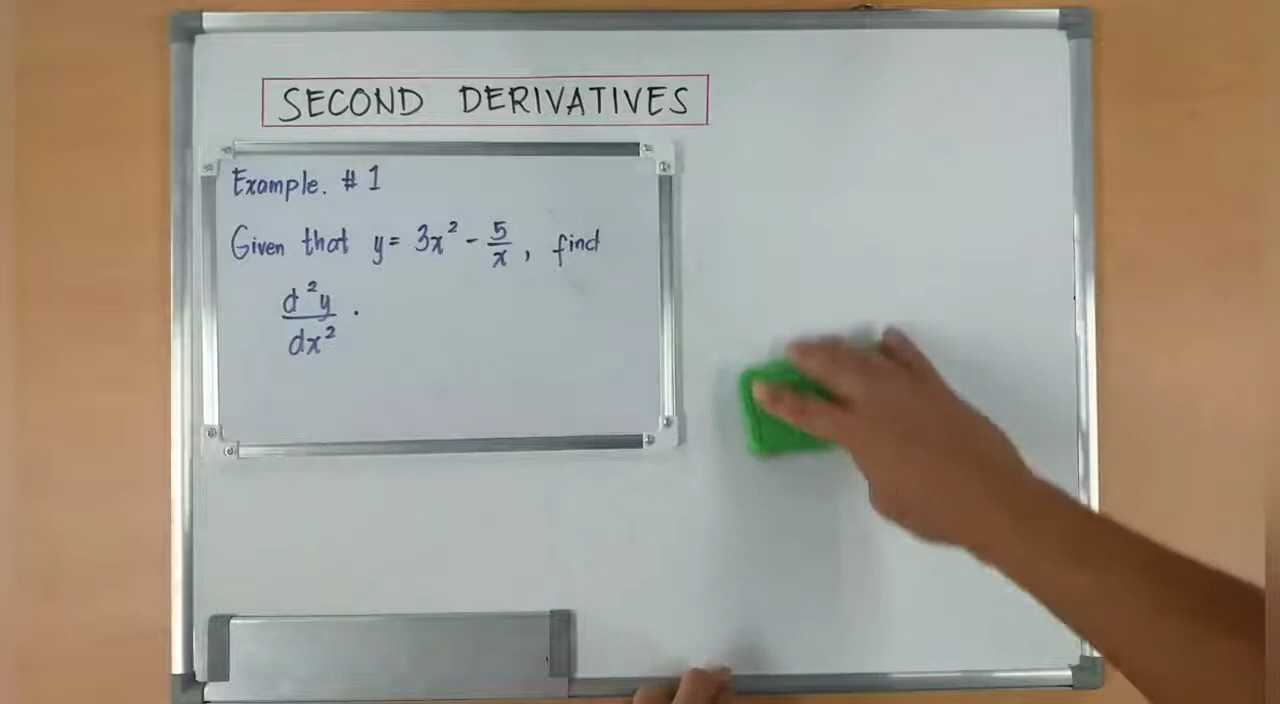 SECOND DERIVATIVES
Example. # 1
Given that y = 3x² - 5/x , find
d²y/dx² .